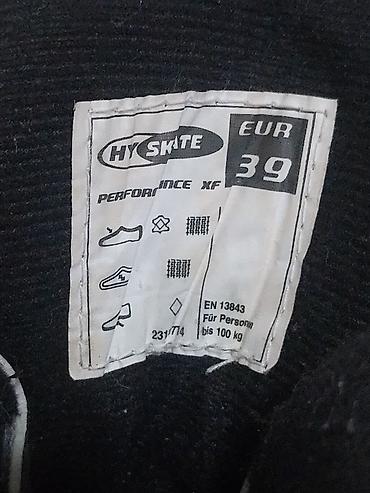 HY SKATE
EUR
39
PERFORMANCE XF
EN 13843
Für Personen
bis 100 kg